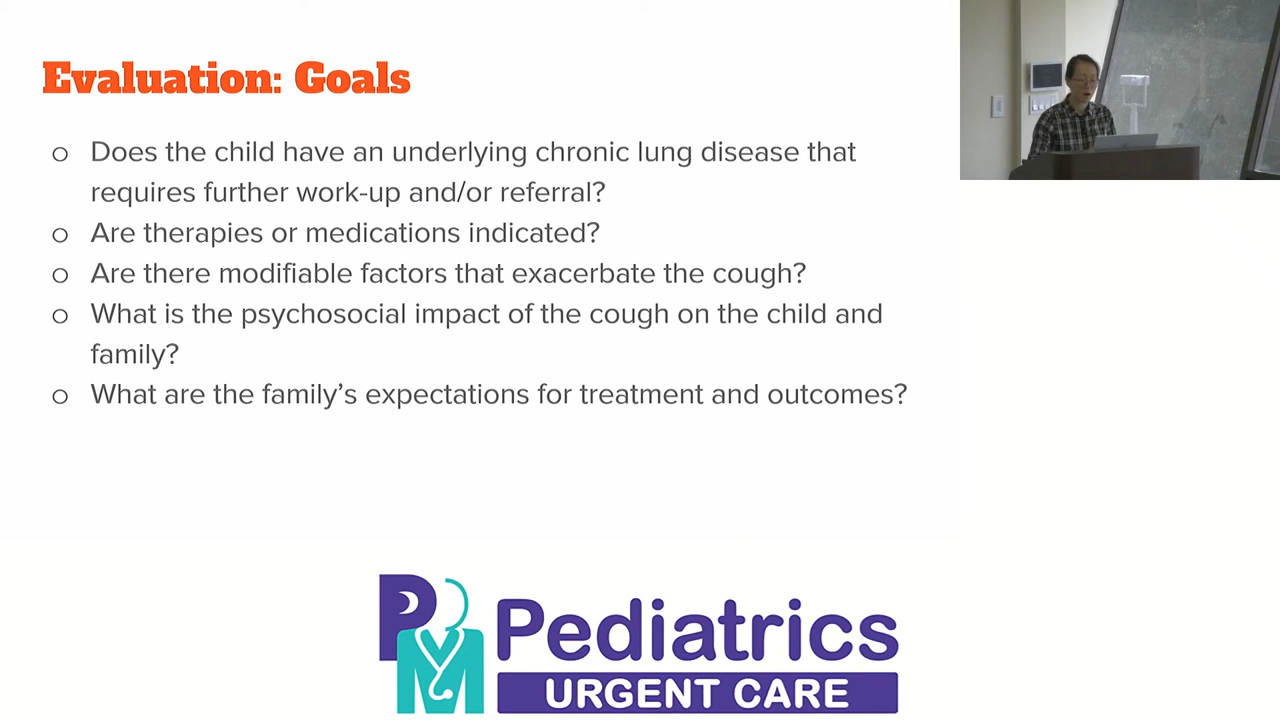 Evaluation: Goals
o Does the child have an underlying chronic lung disease that
requires further work-up and/or referral?
o Are therapies or medications indicated?
o Are there modifiable factors that exacerbate the cough?
o What is the psychosocial impact of the cough on the child and
family?
o What are the family’s expectations for treatment and outcomes?
PM Pediatrics
URGENT CARE